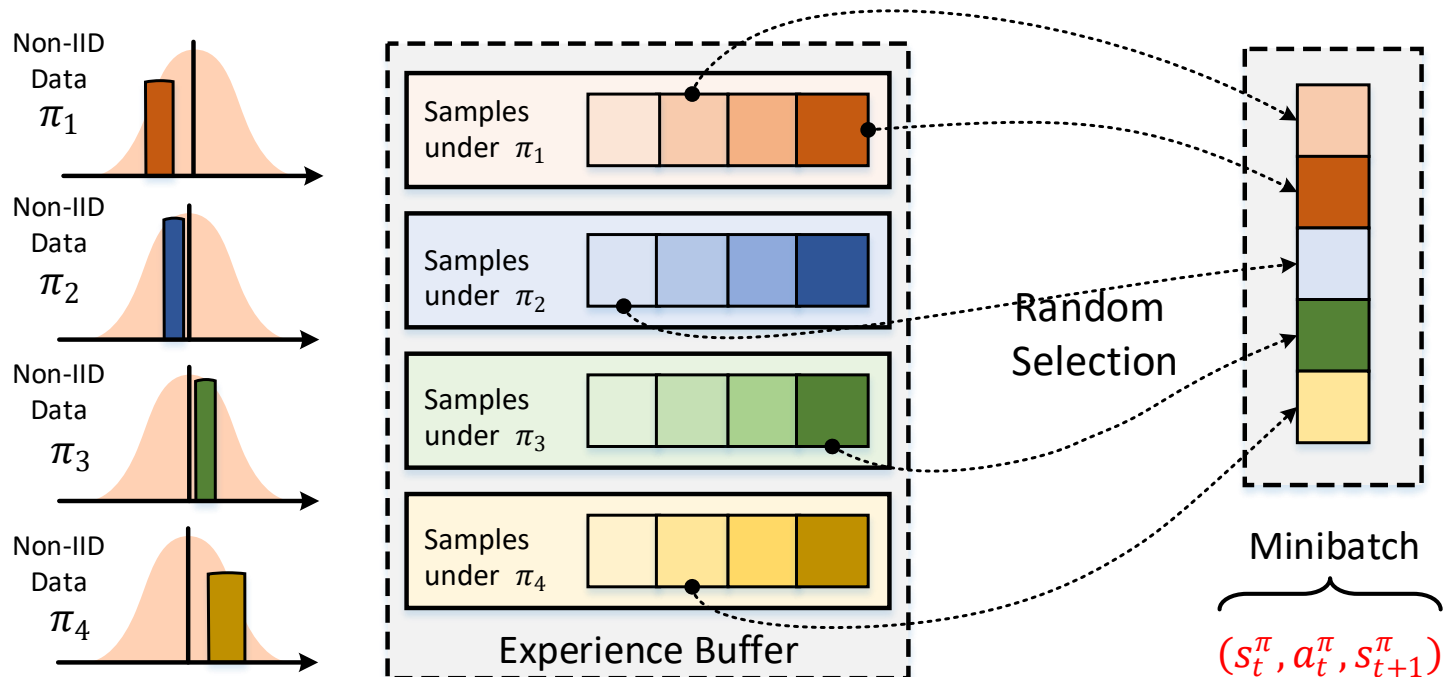 Non-IID
Data
π₁
Non-IID
Data
π₂
Non-IID
Data
π₃
Non-IID
Data
π₄
Samples
under π₁
Samples
under π₂
Samples
under π₃
Samples
under π₄
Experience Buffer
Random
Selection
Minibatch
(s_t^π, a_t^π, s_{t+1}^π)